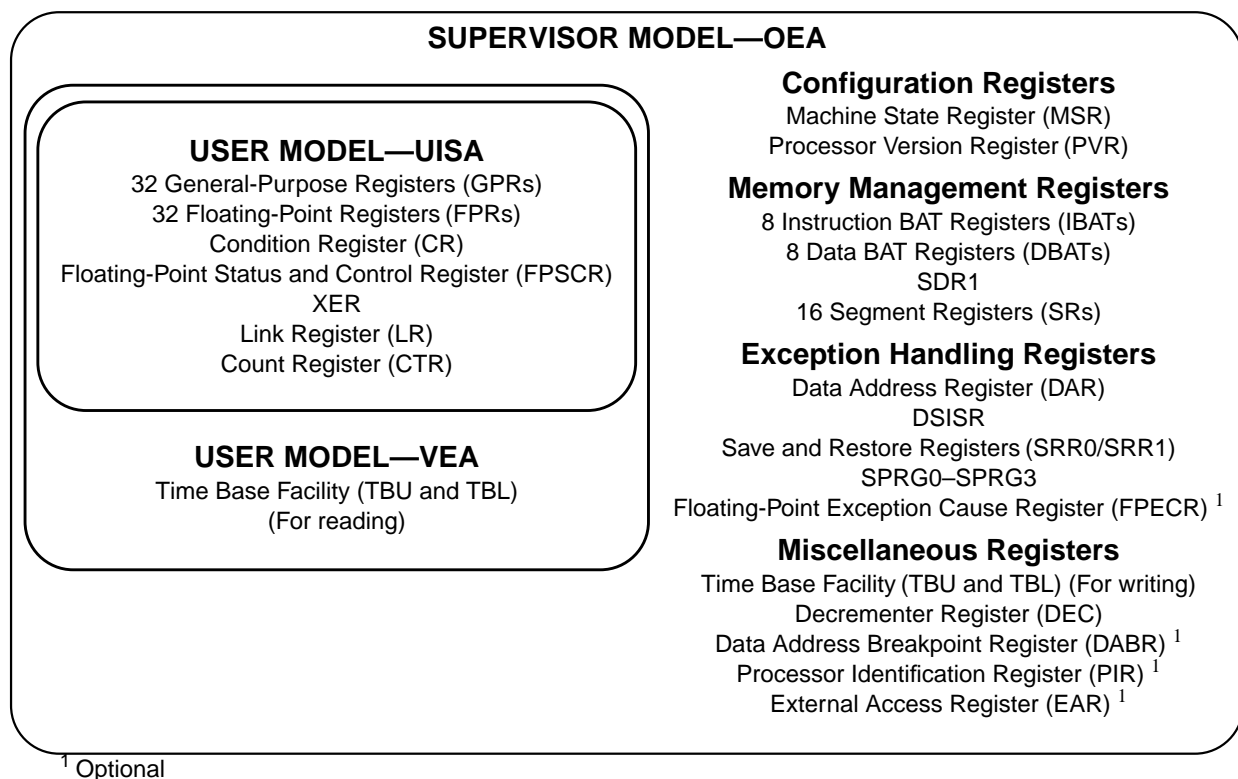 SUPERVISOR MODEL—OEA
USER MODEL—UISA
32 General-Purpose Registers (GPRs)
32 Floating-Point Registers (FPRs)
Condition Register (CR)
Floating-Point Status and Control Register (FPSCR)
XER
Link Register (LR)
Count Register (CTR)
USER MODEL—VEA
Time Base Facility (TBU and TBL)
(For reading)
Configuration Registers
Machine State Register (MSR)
Processor Version Register (PVR)
Memory Management Registers
8 Instruction BAT Registers (IBATs)
8 Data BAT Registers (DBATs)
SDR1
16 Segment Registers (SRs)
Exception Handling Registers
Data Address Register (DAR)
DSISR
Save and Restore Registers (SRR0/SRR1)
SPRG0–SPRG3
Floating-Point Exception Cause Register (FPECR) 1
Miscellaneous Registers
Time Base Facility (TBU and TBL) (For writing)
Decrementer Register (DEC)
Data Address Breakpoint Register (DABR) 1
Processor Identification Register (PIR) 1
External Access Register (EAR) 1
1 Optional